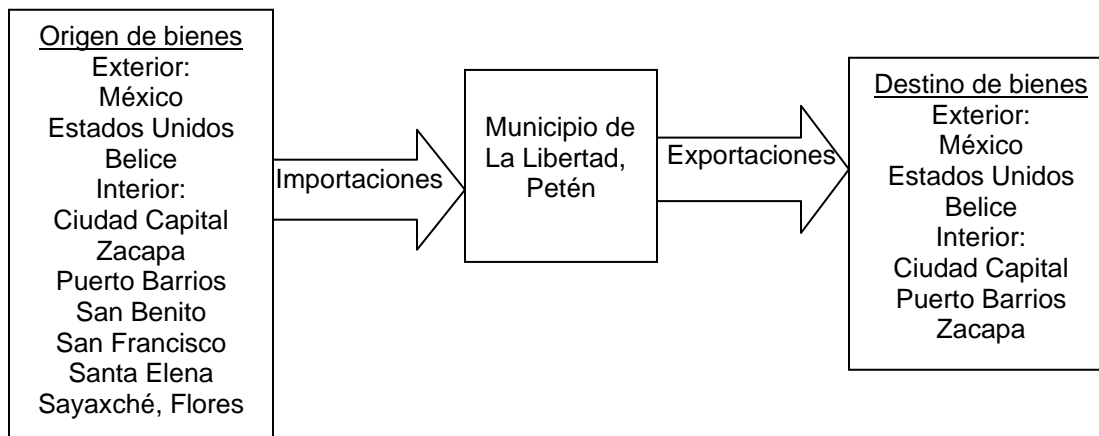 Origen de bienes
Exterior:
México
Estados Unidos
Belice
Interior:
Ciudad Capital
Zacapa
Puerto Barrios
San Benito
San Francisco
Santa Elena
Sayaxché, Flores
Importaciones
Municipio de
La Libertad,
Petén
Exportaciones
Destino de bienes
Exterior:
México
Estados Unidos
Belice
Interior:
Ciudad Capital
Puerto Barrios
Zacapa